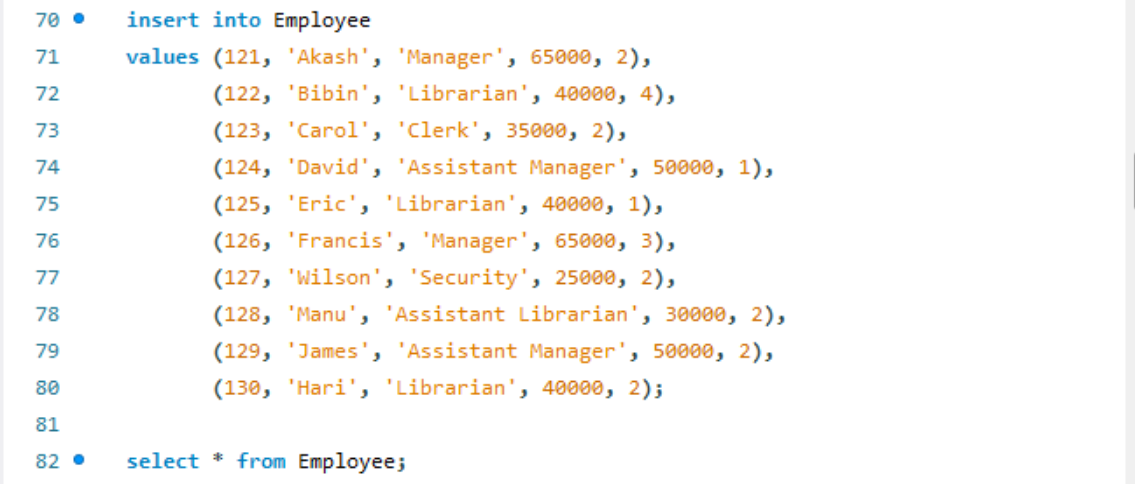 70 insert into Employee
71 values (121, 'Akash', 'Manager', 65000, 2),
72 (122, 'Bibin', 'Librarian', 40000, 4),
73 (123, 'Carol', 'Clerk', 35000, 2),
74 (124, 'David', 'Assistant Manager', 50000, 1),
75 (125, 'Eric', 'Librarian', 40000, 1),
76 (126, 'Francis', 'Manager', 65000, 3),
77 (127, 'Wilson', 'Security', 25000, 2),
78 (128, 'Manu', 'Assistant Librarian', 30000, 2),
79 (129, 'James', 'Assistant Manager', 50000, 2),
80 (130, 'Hari', 'Librarian', 40000, 2);
81
82 select * from Employee;